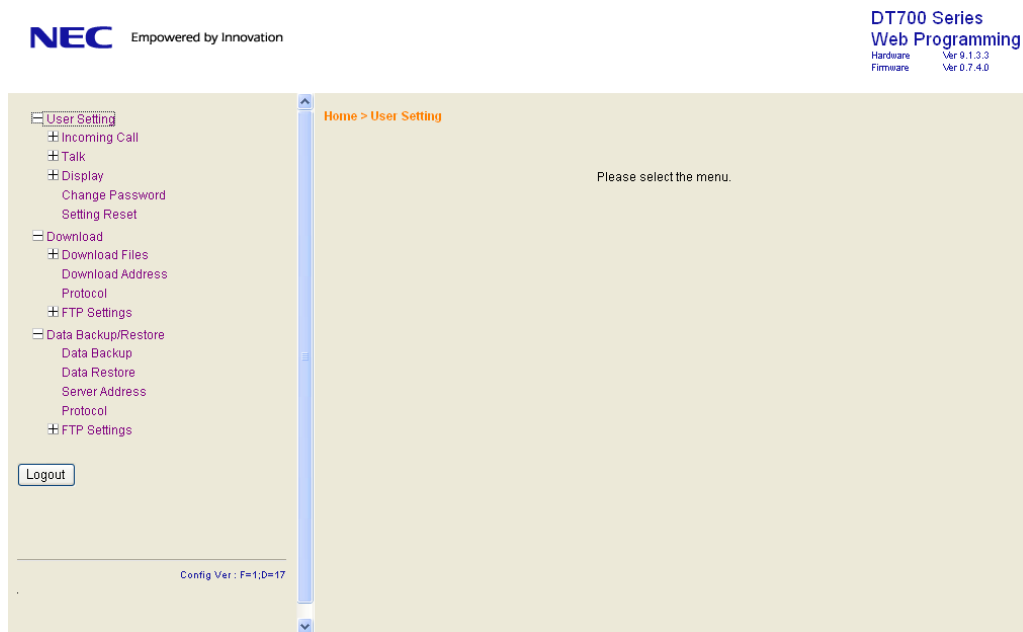 NEC Empowered by Innovation
DT700 Series
Web Programming
Hardware Ver 9.1.3.3
Firmware Ver 0.7.4.0
User Setting
Incoming Call
Talk
Display
Change Password
Setting Reset
Download
Download Files
Download Address
Protocol
FTP Settings
Data Backup/Restore
Data Backup
Data Restore
Server Address
Protocol
FTP Settings
Logout
Config Ver : F=1;D=17
Home > User Setting
Please select the menu.